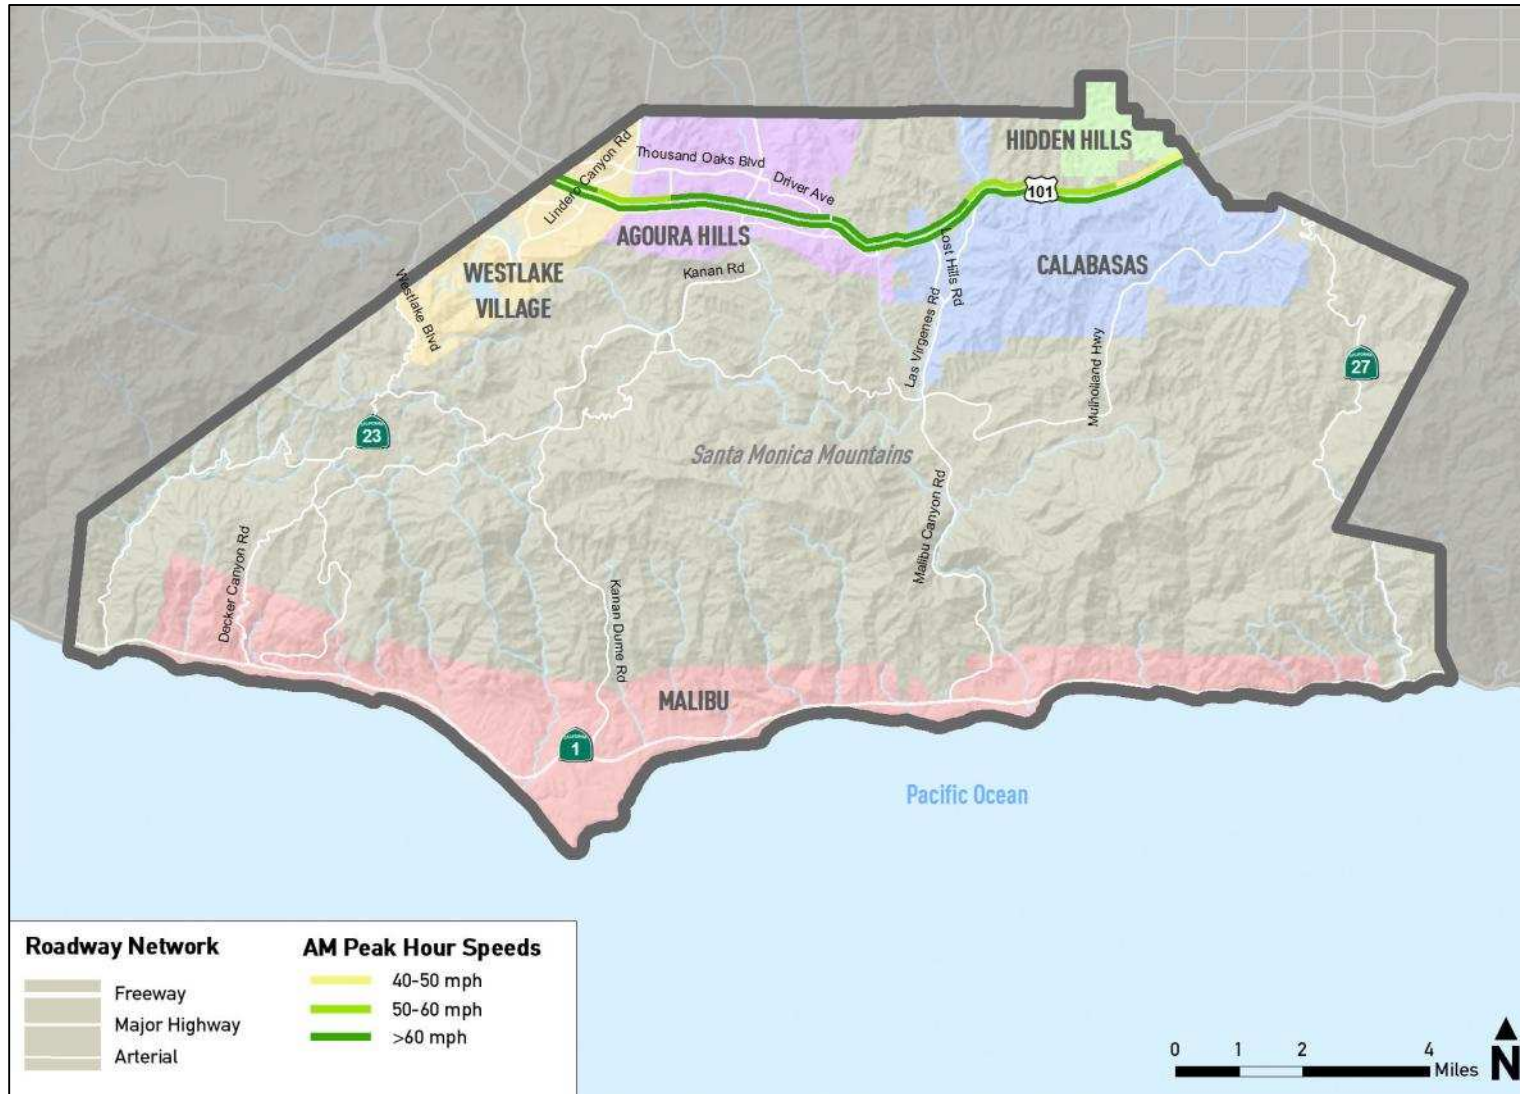 HIDDEN HILLS
Lindero Canyon Rd
Thousand Oaks Blvd
Driver Ave
101
AGOURA HILLS
WESTLAKE
VILLAGE
Kanan Rd
Lost Hills Rd
CALABASAS
Westlake Blvd
Las Virgenes Rd
Mulholland Hwy
CALIFORNIA
27
CALIFORNIA
23
Santa Monica Mountains
Malibu Canyon Rd
Decker Canyon Rd
Kanan Dume Rd
MALIBU
CALIFORNIA
1
Pacific Ocean
Roadway Network
Freeway
Major Highway
Arterial
AM Peak Hour Speeds
40-50 mph
50-60 mph
>60 mph
0 1 2 4
Miles
N